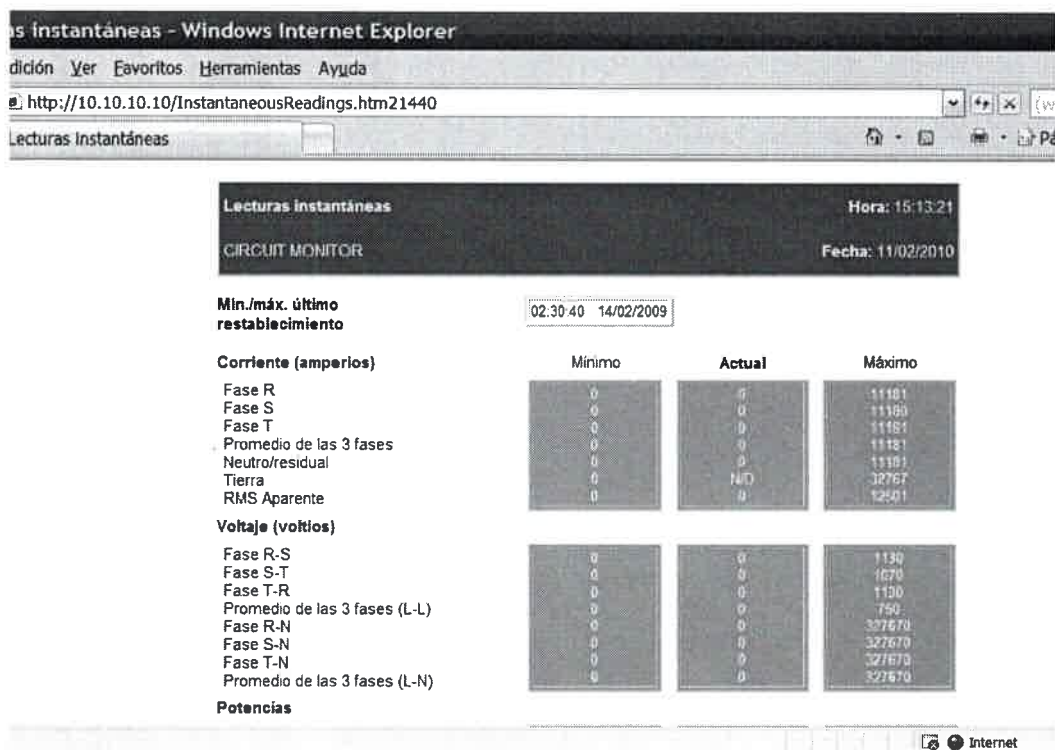 as instantáneas - Windows Internet Explorer
dición Ver Favoritos Herramientas Ayuda
http://10.10.10.10/InstantaneousReadings.htm21440
Lecturas Instantáneas
Lecturas instantáneas Hora: 15:13:21
CIRCUIT MONITOR Fecha: 11/02/2010
Mín./máx. último 02:30:40 14/02/2009
restablecimiento
Corriente (amperios) Mínimo Actual Máximo
Fase R 0 0 11181
Fase S 0 0 11180
Fase T 0 0 11181
Promedio de las 3 fases 0 0 11181
Neutro/residual 0 0 11181
Tierra 0 N/D 32767
RMS Aparente 0 0 12501
Voltaje (voltios)
Fase R-S 0 0 1130
Fase S-T 0 0 1070
Fase T-R 0 0 1130
Promedio de las 3 fases (L-L) 0 0 750
Fase R-N 0 0 327670
Fase S-N 0 0 327670
Fase T-N 0 0 327670
Promedio de las 3 fases (L-N) 0 0 327670
Potencias
Internet